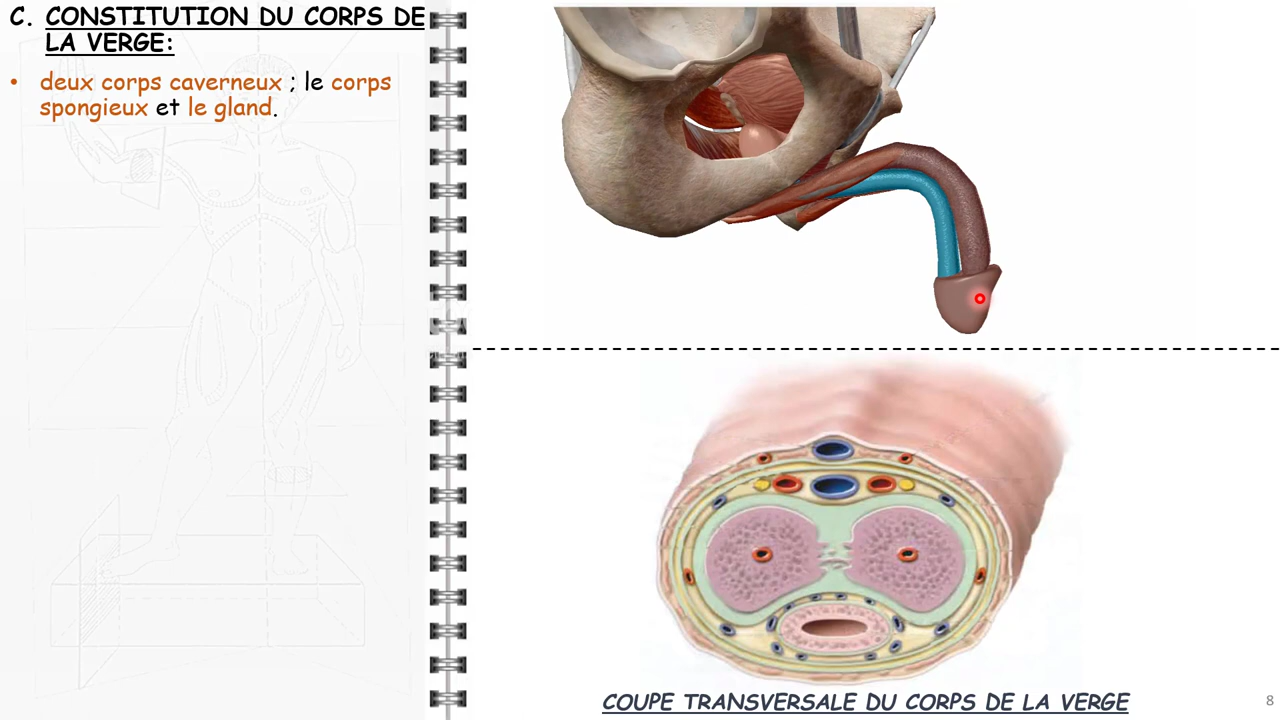 C. CONSTITUTION DU CORPS DE
LA VERGE:
• deux corps caverneux ; le corps
spongieux et le gland.
COUPE TRANSVERSALE DU CORPS DE LA VERGE
8